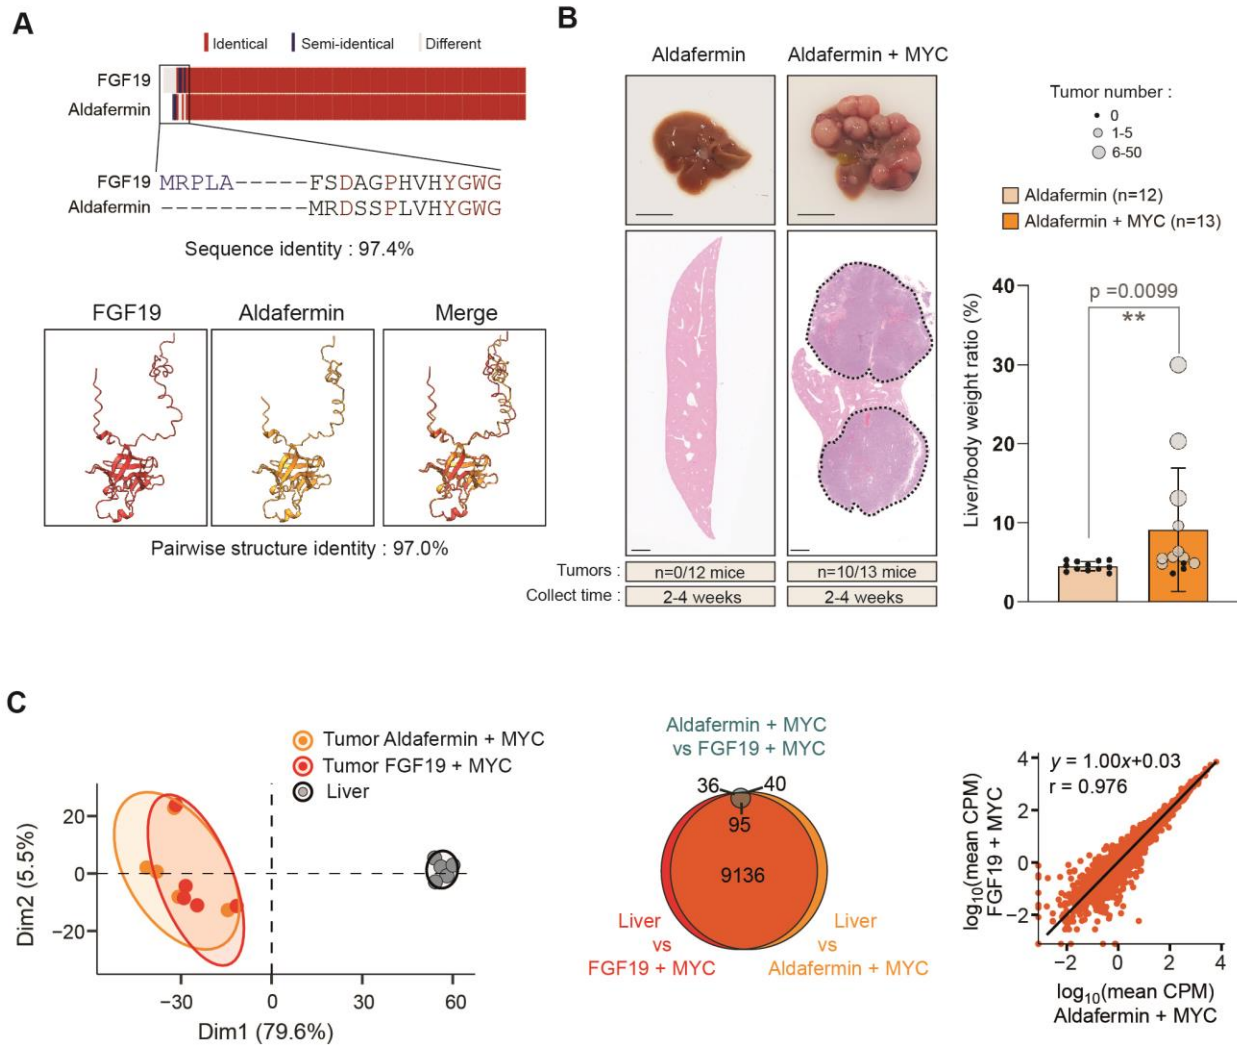 A
Identical
Semi-identical
Different
FGF19
Aldafermin
FGF19 MRPLA-----FSDAGPHVHYGWG
Aldafermin ----------MRDSSPLVHYGWG
Sequence identity : 97.4%
FGF19
Aldafermin
Merge
Pairwise structure identity : 97.0%
B
Aldafermin
Aldafermin + MYC
Tumors :
n=0/12 mice
n=10/13 mice
Collect time :
2-4 weeks
2-4 weeks
Tumor number :
0
1-5
6-50
Aldafermin (n=12)
Aldafermin + MYC (n=13)
Liver/body weight ratio (%)
40
30
20
10
0
p =0.0099
**
C
Tumor Aldafermin + MYC
Tumor FGF19 + MYC
Liver
Dim2 (5.5%)
20
0
−20
−30
0
30
60
Dim1 (79.6%)
Aldafermin + MYC
vs FGF19 + MYC
36
40
95
9136
Liver
vs
FGF19 + MYC
Liver
vs
Aldafermin + MYC
y = 1.00x+0.03
r = 0.976
log10(mean CPM)
FGF19 + MYC
4
2
0
−2
−2
0
2
4
log10(mean CPM)
Aldafermin + MYC